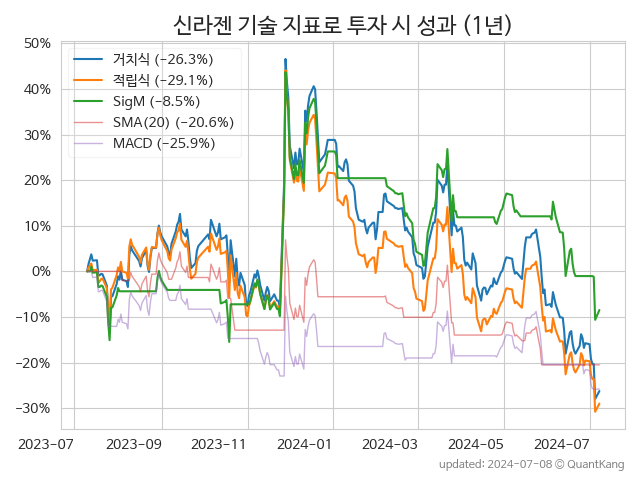 신라젠 기술 지표로 투자 시 성과 (1년)
50%
40%
30%
20%
10%
0%
−10%
−20%
−30%
거치식 (−26.3%)
적립식 (−29.1%)
SigM (−8.5%)
SMA(20) (−20.6%)
MACD (−25.9%)
2023-07
2023-09
2023-11
2024-01
2024-03
2024-05
2024-07
updated: 2024-07-08 © QuantKang